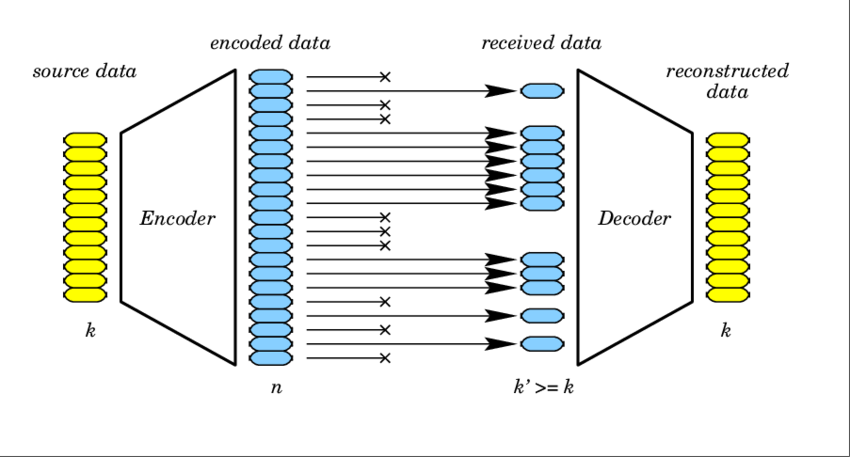 encoded data
received data
source data
reconstructed
data
Encoder
Decoder
k
k
n
k' >= k